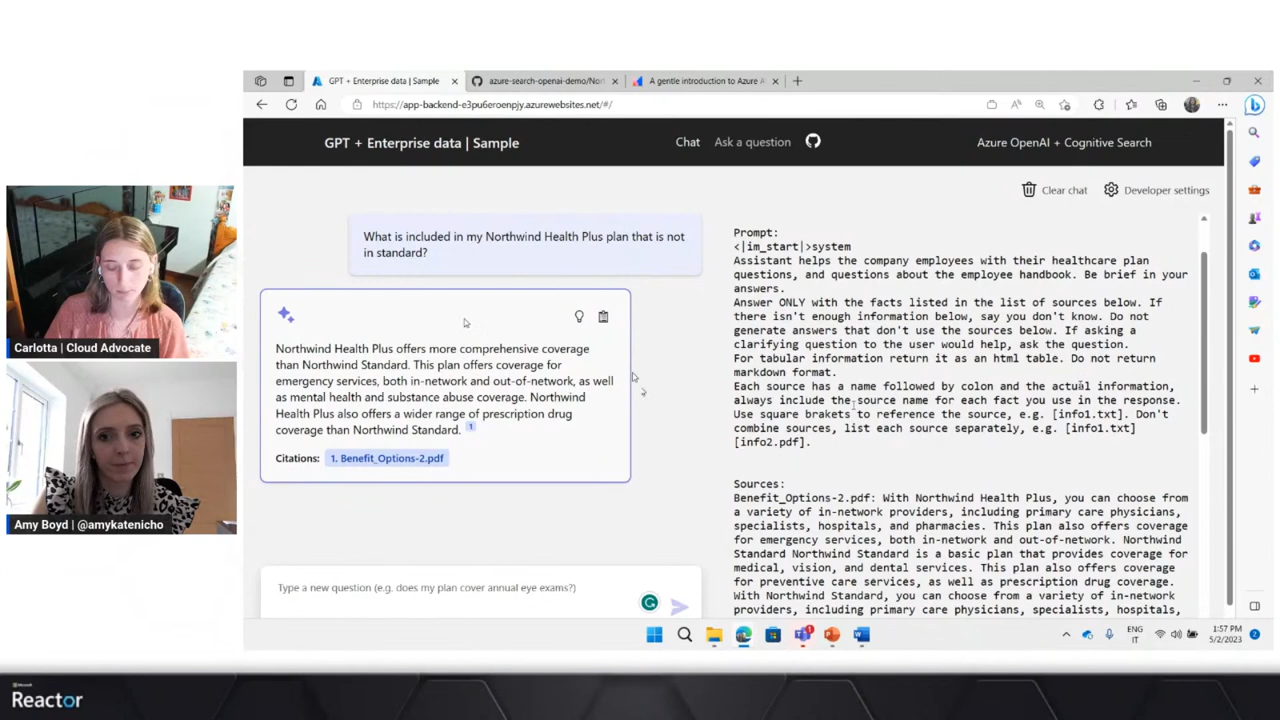 GPT + Enterprise data | Sample
azure-search-openai-demo/Nor
A gentle introduction to Azure A
https://app-backend-e3pu6eroenpjy.azurewebsites.net/#/
GPT + Enterprise data | Sample
Chat
Ask a question
Azure OpenAI + Cognitive Search
Clear chat
Developer settings
What is included in my Northwind Health Plus plan that is not
in standard?
Northwind Health Plus offers more comprehensive coverage
than Northwind Standard. This plan offers coverage for
emergency services, both in-network and out-of-network, as well
as mental health and substance abuse coverage. Northwind
Health Plus also offers a wider range of prescription drug
coverage than Northwind Standard. 1
Citations: 1. Benefit_Options-2.pdf
Type a new question (e.g. does my plan cover annual eye exams?)
Prompt:
<|im_start|>system
Assistant helps the company employees with their healthcare plan
questions, and questions about the employee handbook. Be brief in your
answers.
Answer ONLY with the facts listed in the list of sources below. If
there isn't enough information below, say you don't know. Do not
generate answers that don't use the sources below. If asking a
clarifying question to the user would help, ask the question.
For tabular information return it as an html table. Do not return
markdown format.
Each source has a name followed by colon and the actual information,
always include the source name for each fact you use in the response.
Use square brakets to reference the source, e.g. [info1.txt]. Don't
combine sources, list each source separately, e.g. [info1.txt]
[info2.pdf].
Sources:
Benefit_Options-2.pdf: With Northwind Health Plus, you can choose from
a variety of in-network providers, including primary care physicians,
specialists, hospitals, and pharmacies. This plan also offers coverage
for emergency services, both in-network and out-of-network. Northwind
Standard Northwind Standard is a basic plan that provides coverage for
medical, vision, and dental services. This plan also offers coverage
for preventive care services, as well as prescription drug coverage.
With Northwind Standard, you can choose from a variety of in-network
providers, including primary care physicians, specialists, hospitals,
Carlotta | Cloud Advocate
Amy Boyd | @amykatenicho
ENG
IT
1:57 PM
5/2/2023
Microsoft
Reactor